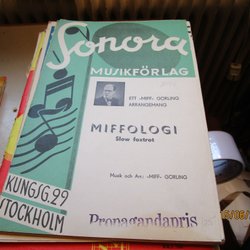 Sonora
MUSIKFÖRLAG
ETT „MIFF" GÖRLING
ARRANGEMANG
MIFFOLOGI
Slow foxtrot
Musik och Arr.: „MIFF" GÖRLING
KUNGSG. 29
STOCKHOLM
Propagandapris